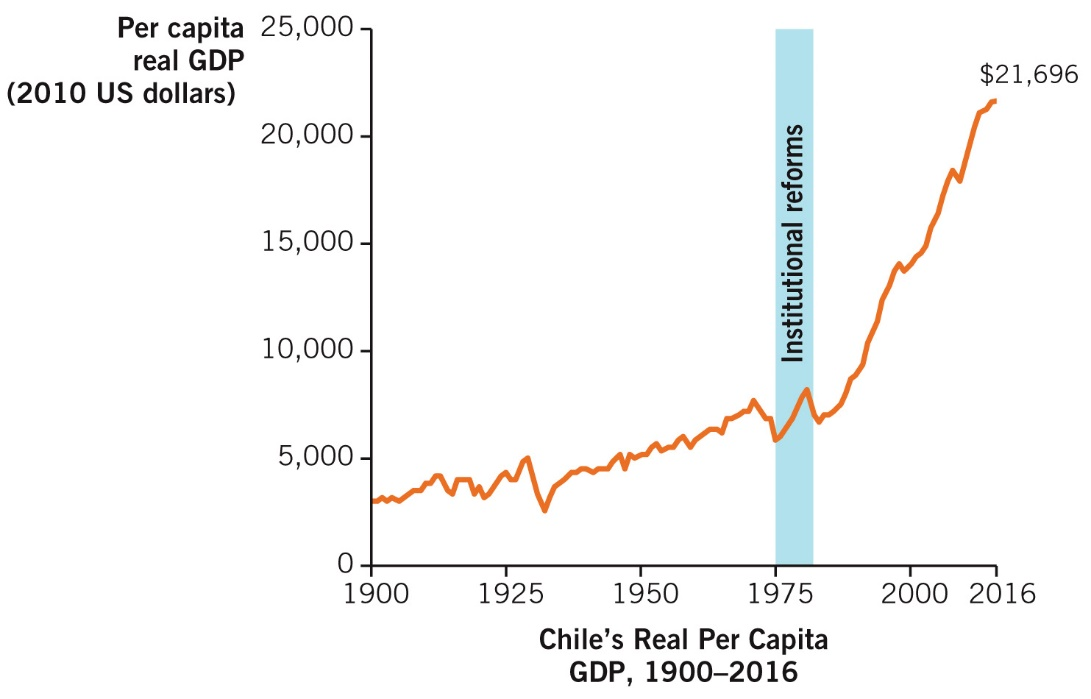 Per capita
real GDP
(2010 US dollars)
25,000
$21,696
20,000
15,000
10,000
5,000
0
Institutional reforms
1900 1925 1950 1975 2000 2016
Chile’s Real Per Capita
GDP, 1900–2016